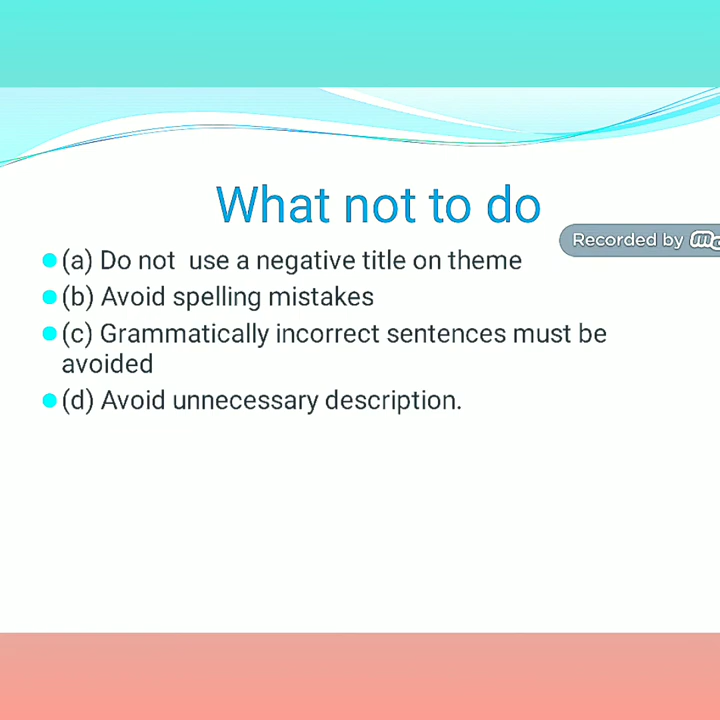 What not to do
Recorded by
(a) Do not use a negative title on theme
(b) Avoid spelling mistakes
(c) Grammatically incorrect sentences must be
avoided
(d) Avoid unnecessary description.